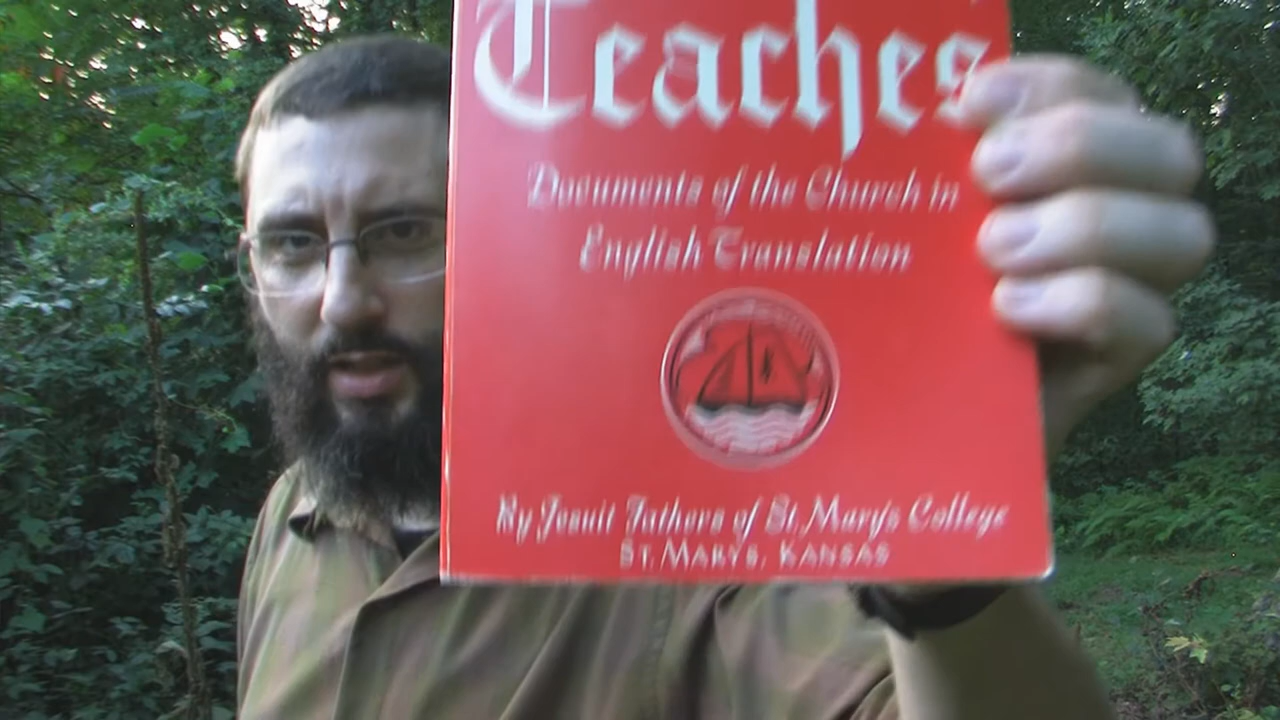 Teaches
Documents of the Church in
English Translation
By Jesuit Fathers of St. Mary's College
ST. MARYS, KANSAS